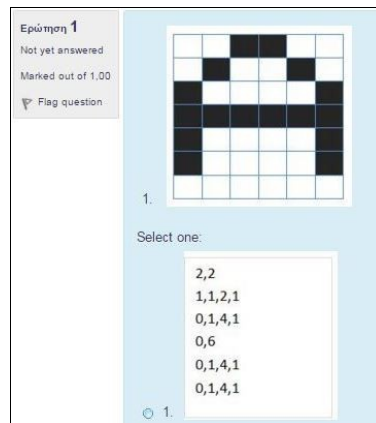 Ερώτηση 1
Not yet answered
Marked out of 1,00
Flag question
1.
Select one:
2,2
1,1,2,1
0,1,4,1
0,6
0,1,4,1
0,1,4,1
1.